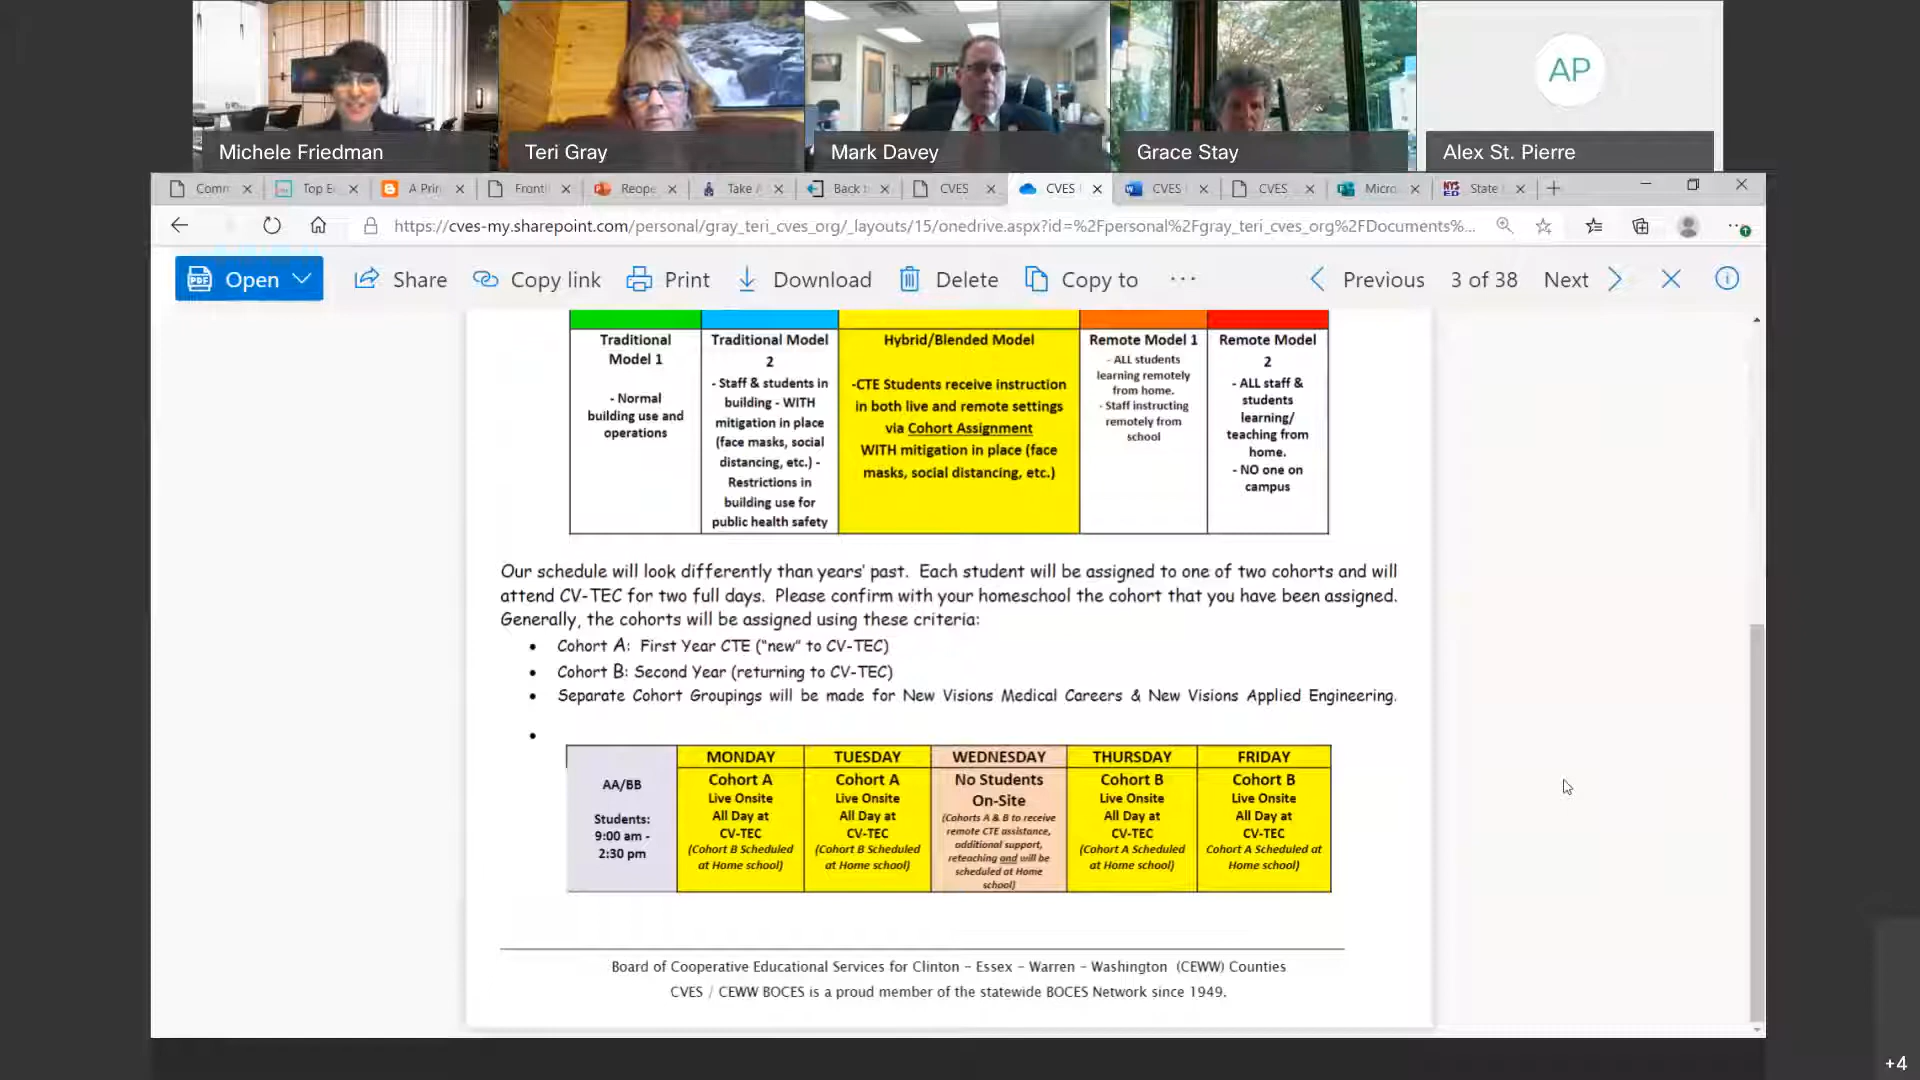 AP
Michele Friedman
Teri Gray
Mark Davey
Grace Stay
Alex St. Pierre
Comm
Top E
A Prin
Frontl
Reope
Take A
Back t
CVES
CVES
CVES
CVES
Micro
State
https://cves-my.sharepoint.com/personal/gray_teri_cves_org/_layouts/15/onedrive.aspx?id=%2Fpersonal%2Fgray_teri_cves_org%2FDocuments%...
PDF
Open
Share
Copy link
Print
Download
Delete
Copy to
...
Previous
3 of 38
Next
Traditional
Model 1
- Normal
building use and
operations
Traditional Model
2
- Staff & students in
building - WITH
mitigation in place
(face masks, social
distancing, etc.) -
Restrictions in
building use for
public health safety
Hybrid/Blended Model
-CTE Students receive instruction
in both live and remote settings
via Cohort Assignment
WITH mitigation in place (face
masks, social distancing, etc.)
Remote Model 1
- ALL students
learning remotely
from home.
- Staff instructing
remotely from
school
Remote Model
2
- ALL staff &
students
learning/
teaching from
home.
- NO one on
campus
Our schedule will look differently than years' past. Each student will be assigned to one of two cohorts and will
attend CV-TEC for two full days. Please confirm with your homeschool the cohort that you have been assigned.
Generally, the cohorts will be assigned using these criteria:
• Cohort A: First Year CTE ("new" to CV-TEC)
• Cohort B: Second Year (returning to CV-TEC)
• Separate Cohort Groupings will be made for New Visions Medical Careers & New Visions Applied Engineering.
•
AA/BB
Students:
9:00 am -
2:30 pm
MONDAY
Cohort A
Live Onsite
All Day at
CV-TEC
(Cohort B Scheduled
at Home school)
TUESDAY
Cohort A
Live Onsite
All Day at
CV-TEC
(Cohort B Scheduled
at Home school)
WEDNESDAY
No Students
On-Site
(Cohorts A & B to receive
remote CTE assistance,
additional support,
reteaching and will be
scheduled at Home
school)
THURSDAY
Cohort B
Live Onsite
All Day at
CV-TEC
(Cohort A Scheduled
at Home school)
FRIDAY
Cohort B
Live Onsite
All Day at
CV-TEC
Cohort A Scheduled at
Home school)
Board of Cooperative Educational Services for Clinton – Essex – Warren – Washington (CEWW) Counties
CVES / CEWW BOCES is a proud member of the statewide BOCES Network since 1949.
+4